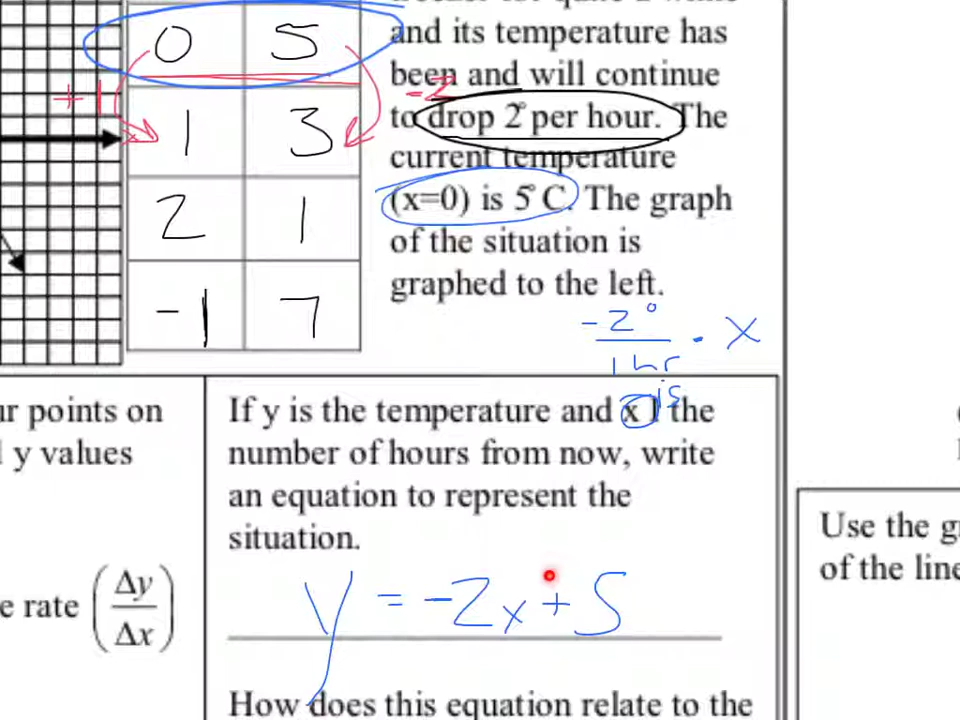 0 5
and its temperature has
been and will continue
+1 -2
to drop 2° per hour. The
1 3
current temperature
(x=0) is 5° C. The graph
2 1
of the situation is
graphed to the left.
-1 7
-2°
1 hr
· x
is
ur points on
y values
If y is the temperature and x I the
number of hours from now, write
an equation to represent the
situation.
y = -2x + 5
e rate (Δy/Δx)
How does this equation relate to the
Use the g
of the line